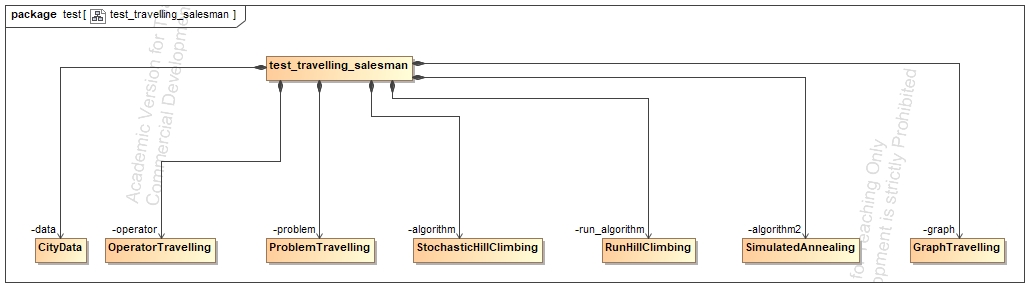 package test [ test_travelling_salesman ]
test_travelling_salesman
-data
-operator
-problem
-algorithm
-run_algorithm
-algorithm2
-graph
CityData
OperatorTravelling
ProblemTravelling
StochasticHillClimbing
RunHillClimbing
SimulatedAnnealing
GraphTravelling
Academic Version for T
Commercial Developmen
for Teaching Only
opment is strictly Prohibited